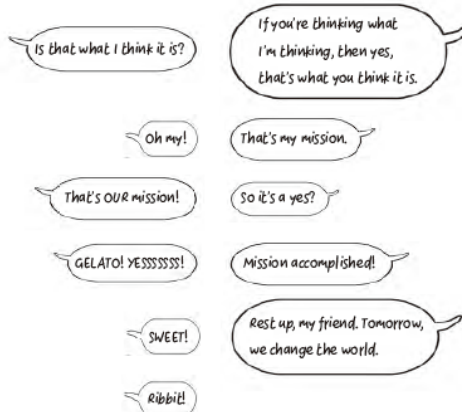 Is that what I think it is?
If you're thinking what
I'm thinking, then yes,
that's what you think it is.
Oh my!
That's my mission.
That's OUR mission!
So it's a yes?
GELATO! YESSSSSSS!
Mission accomplished!
SWEET!
Rest up, my friend. Tomorrow,
we change the world.
Ribbit!